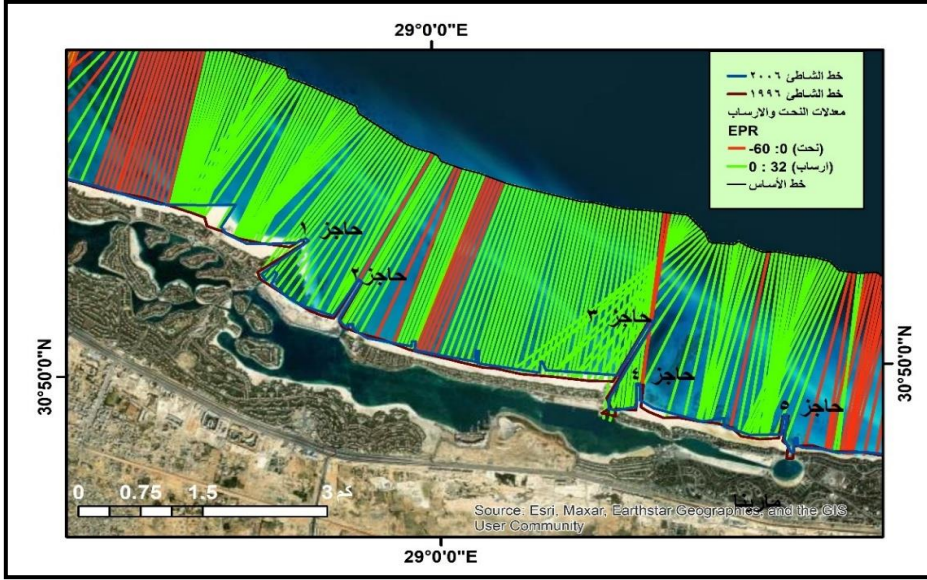 29°0'0"E
خط الشاطئ ٢٠٠٦
خط الشاطئ ١٩٩٦
معدلات النحت والارساب
EPR
(نحت) 0: 60-
(ارساب) 32 : 0
خط الأساس
حاجز ١
حاجز ٢
حاجز ٣
حاجز ٤
حاجز ٥
30°50'0"N
30°50'0"N
مارينا
0 0.75 1.5 3 كم
Source: Esri, Maxar, Earthstar Geographics, and the GIS
User Community
29°0'0"E